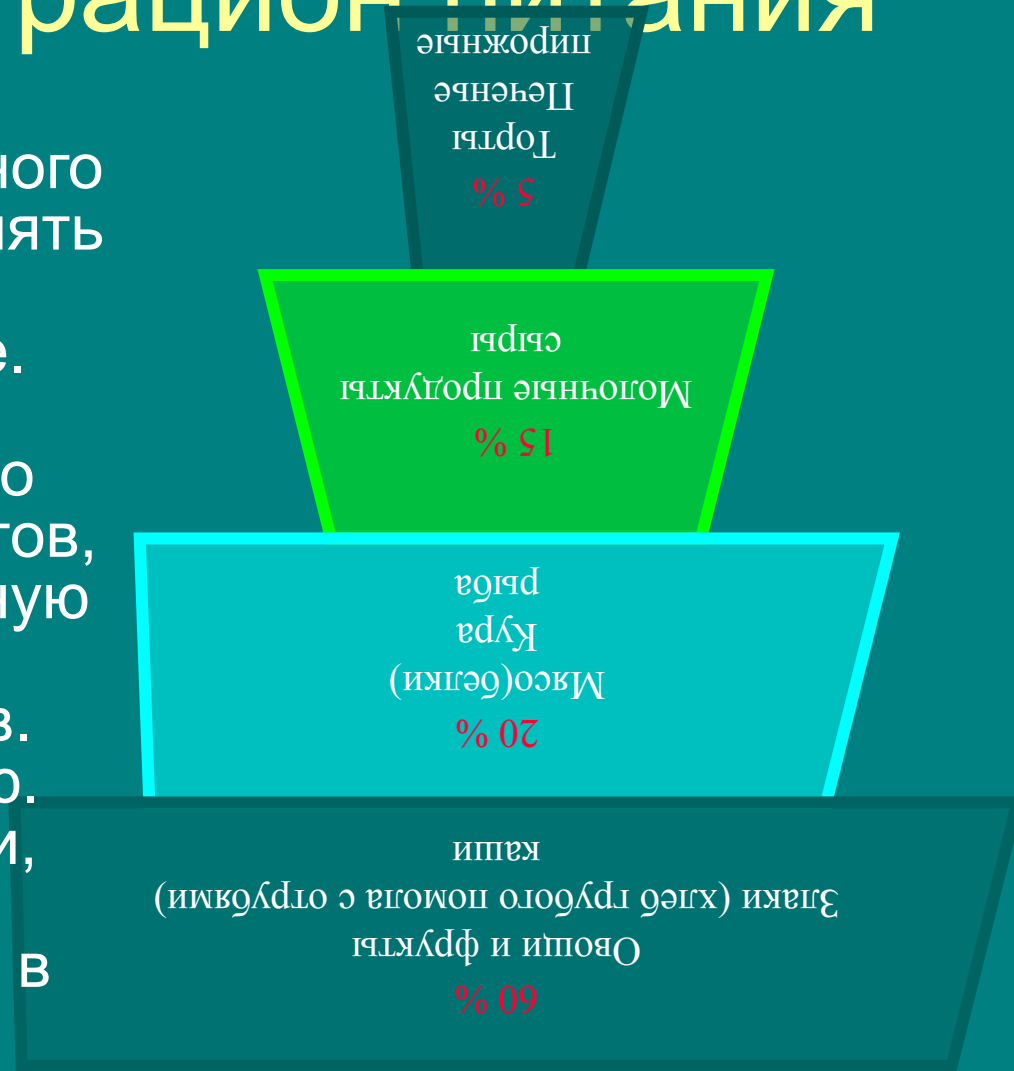 рацион питания
ного
нять
е.
о
тов,
ную
в.
о.
и,
в
5 %
Торты
Печенье
пирожные
15 %
Молочные продукты
сыры
20 %
Мясо(белки)
Кура
рыба
60 %
Овощи и фрукты
Злаки (хлеб грубого помола с отрубями)
каши